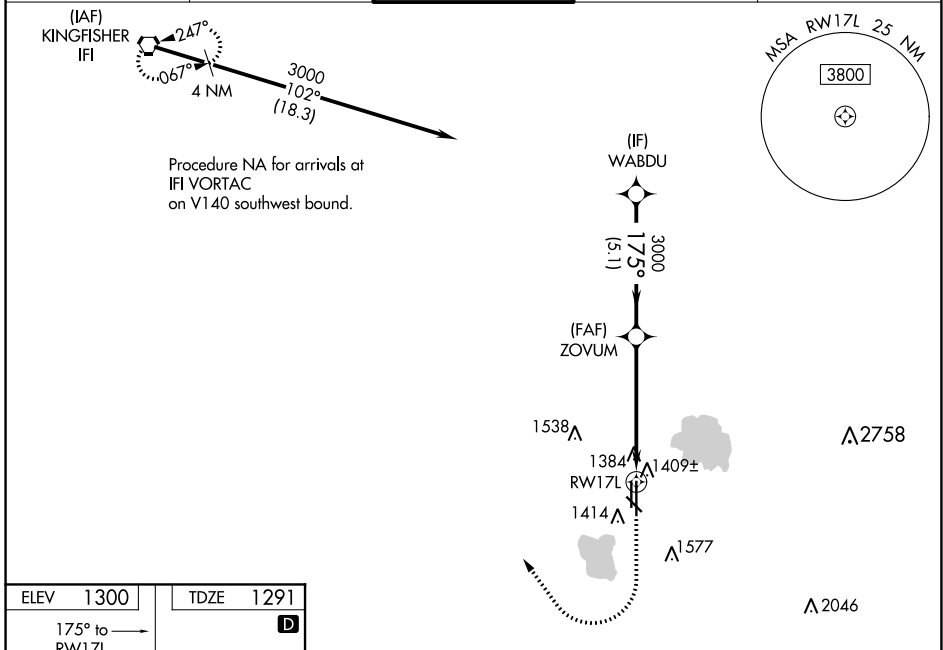 (IAF)
KINGFISHER
IFI
247°
067°
4 NM
3000
102°
(18.3)
Procedure NA for arrivals at
IFI VORTAC
on V140 southwest bound.
MSA RW17L 25 NM
3800
(IF)
WABDU
3000
175°
(5.1)
(FAF)
ZOVUM
1538
2758
1384
1409±
RW17L
1414
1577
2046
ELEV 1300
TDZE 1291
D
175° to
RW17L